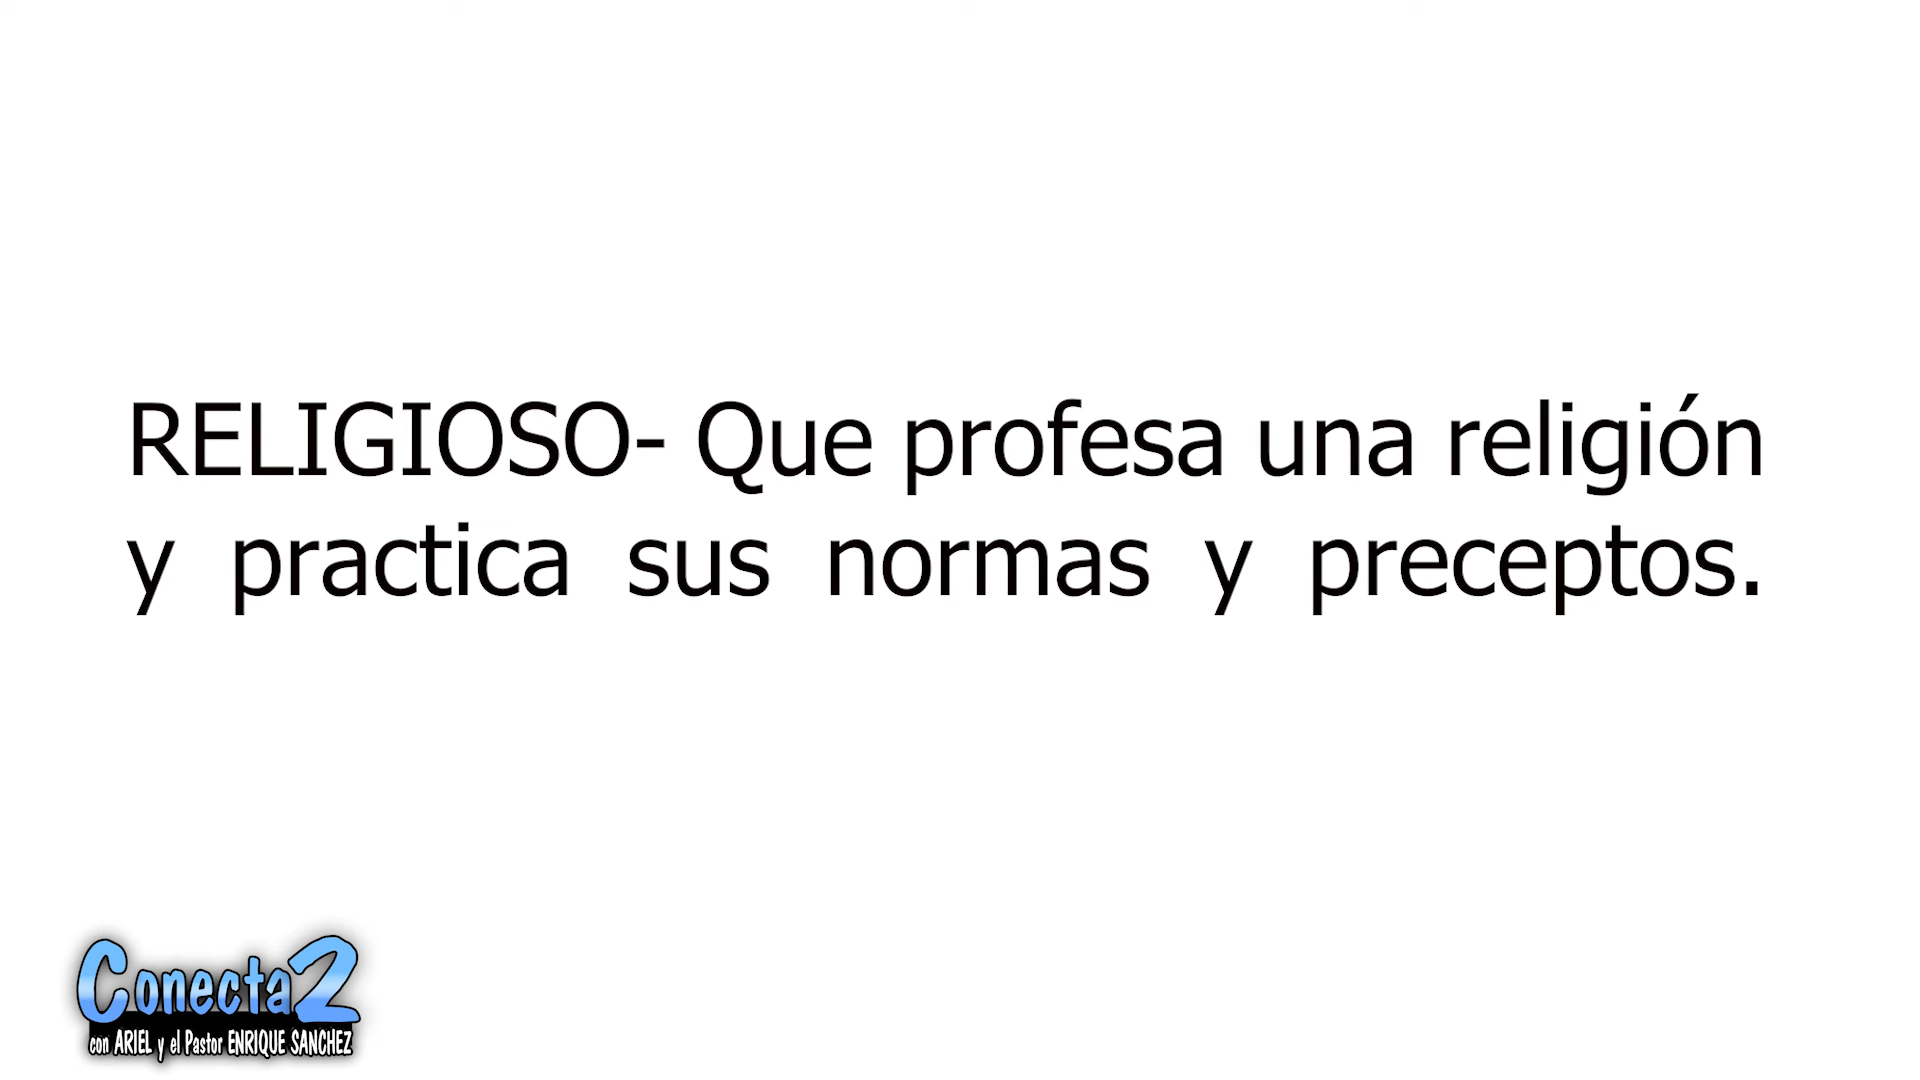 RELIGIOSO- Que profesa una religión
y practica sus normas y preceptos.
Conecta2
con ARIEL y el Pastor ENRIQUE SANCHEZ